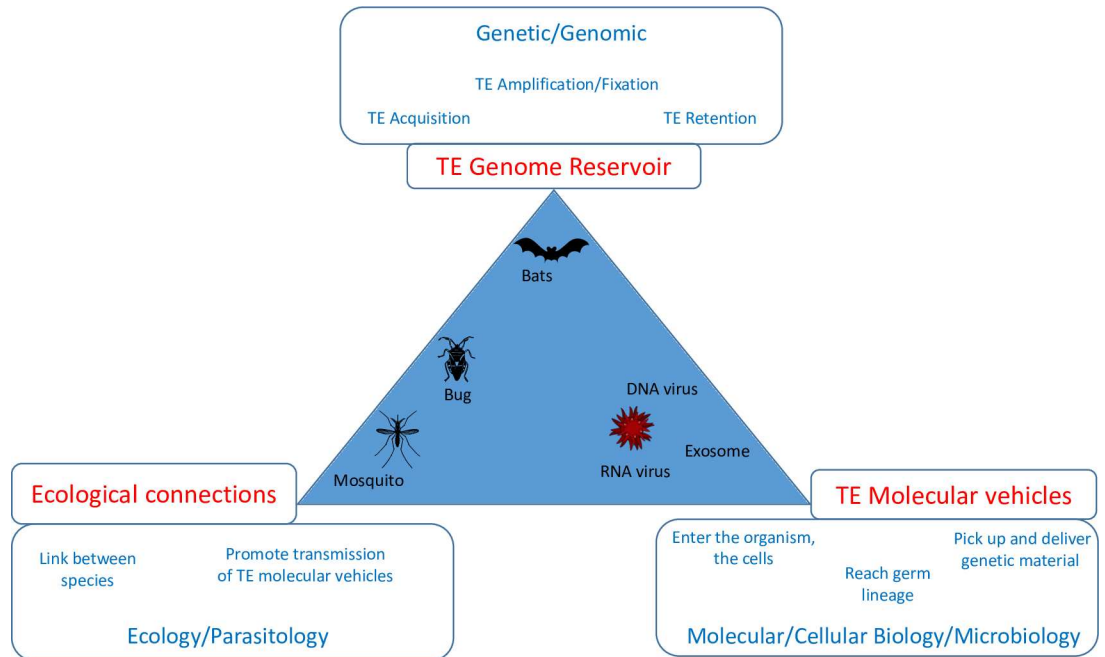 Genetic/Genomic
TE Amplification/Fixation
TE Acquisition
TE Retention
TE Genome Reservoir
Bats
Bug
DNA virus
Mosquito
RNA virus
Exosome
Ecological connections
Link between
species
Promote transmission
of TE molecular vehicles
Ecology/Parasitology
TE Molecular vehicles
Enter the organism,
the cells
Reach germ
lineage
Pick up and deliver
genetic material
Molecular/Cellular Biology/Microbiology